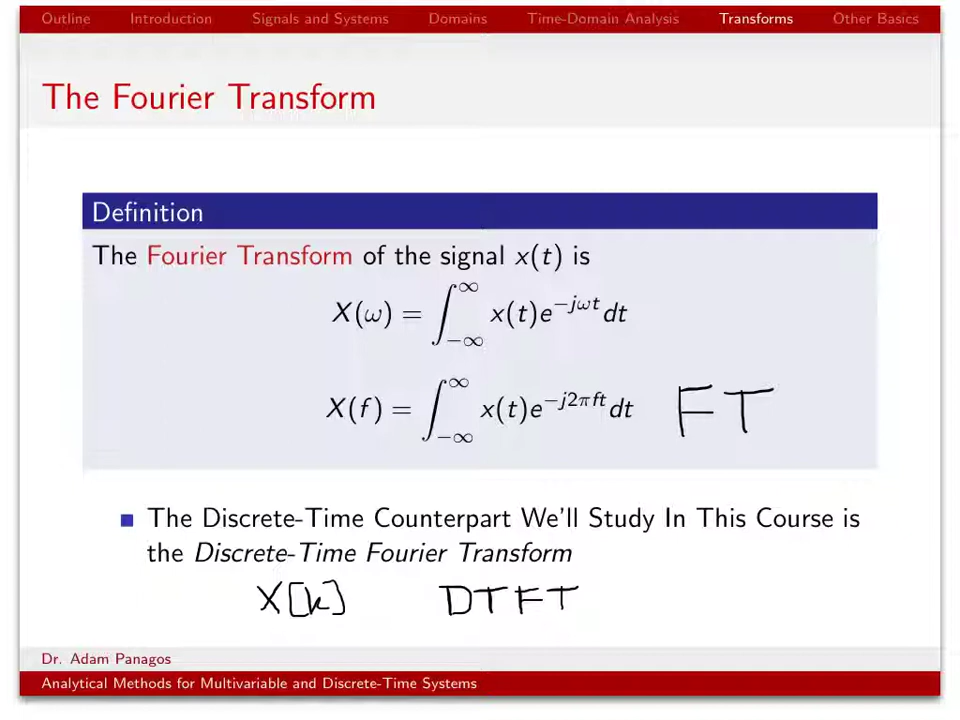 Outline Introduction Signals and Systems Domains Time-Domain Analysis Transforms Other Basics
The Fourier Transform
Definition
The Fourier Transform of the signal x(t) is
X(ω) = ∫_{−∞}^{∞} x(t)e^{−jωt}dt
X(f) = ∫_{−∞}^{∞} x(t)e^{−j2πft}dt FT
The Discrete-Time Counterpart We'll Study In This Course is
the Discrete-Time Fourier Transform
X[k] DTFT
Dr. Adam Panagos
Analytical Methods for Multivariable and Discrete-Time Systems